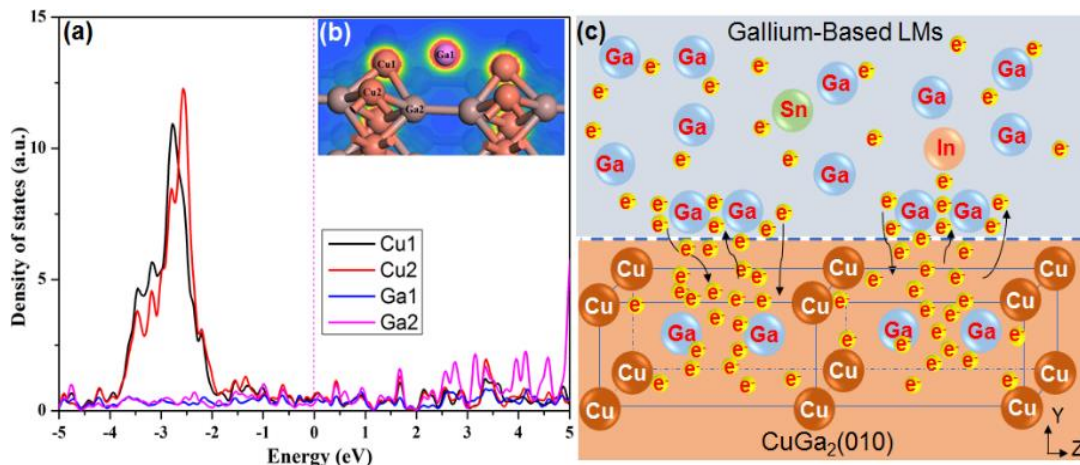 (a)
15
10
5
0
Density of states (a.u.)
-5 -4 -3 -2 -1 0 1 2 3 4 5
Energy (eV)
Cu1
Cu2
Ga1
Ga2
(b)
Cu1
Ga1
Cu2
Ga2
(c)
Gallium-Based LMs
Ga Ga e⁻ e⁻ e⁻ Ga e⁻ e⁻ Ga
e⁻ Sn Ga Ga e⁻
e⁻ Ga e⁻ e⁻ In Ga e⁻
Ga e⁻ e⁻ Ga e⁻
e⁻ e⁻ Ga Ga e⁻ e⁻ e⁻ Ga e⁻ Ga e⁻
Cu Cu Cu
Cu Cu Cu
Ga Ga Ga Ga
Cu Cu Cu
Cu Cu Cu
CuGa₂(010)
Y
Z